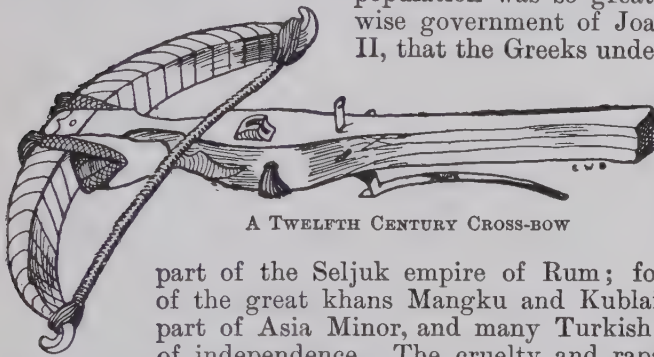 population was so great
wise government of Joa
II, that the Greeks unde
C W B
A TWELFTH CENTURY CROSS-BOW
part of the Seljuk empire of Rum; fo
of the great khans Mangku and Kubla
part of Asia Minor, and many Turkish
of independence. The cruelty and rap